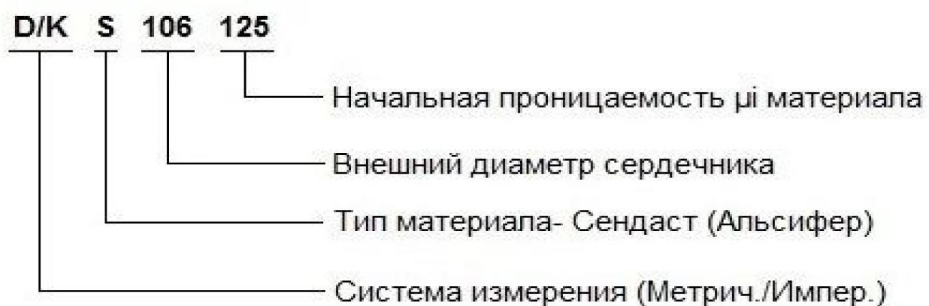 D/K S 106 125
Начальная проницаемость µi материала
Внешний диаметр сердечника
Тип материала- Сендаст (Альсифер)
Система измерения (Метрич./Импер.)